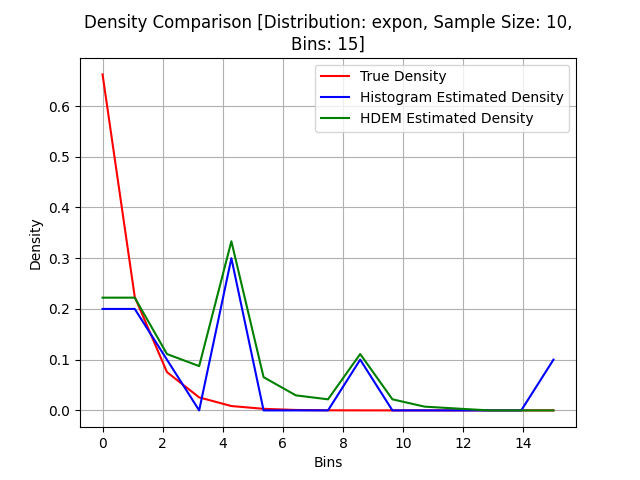 Density Comparison [Distribution: expon, Sample Size: 10,
Bins: 15]
True Density
Histogram Estimated Density
HDEM Estimated Density
Density
0.6
0.5
0.4
0.3
0.2
0.1
0.0
0 2 4 6 8 10 12 14
Bins